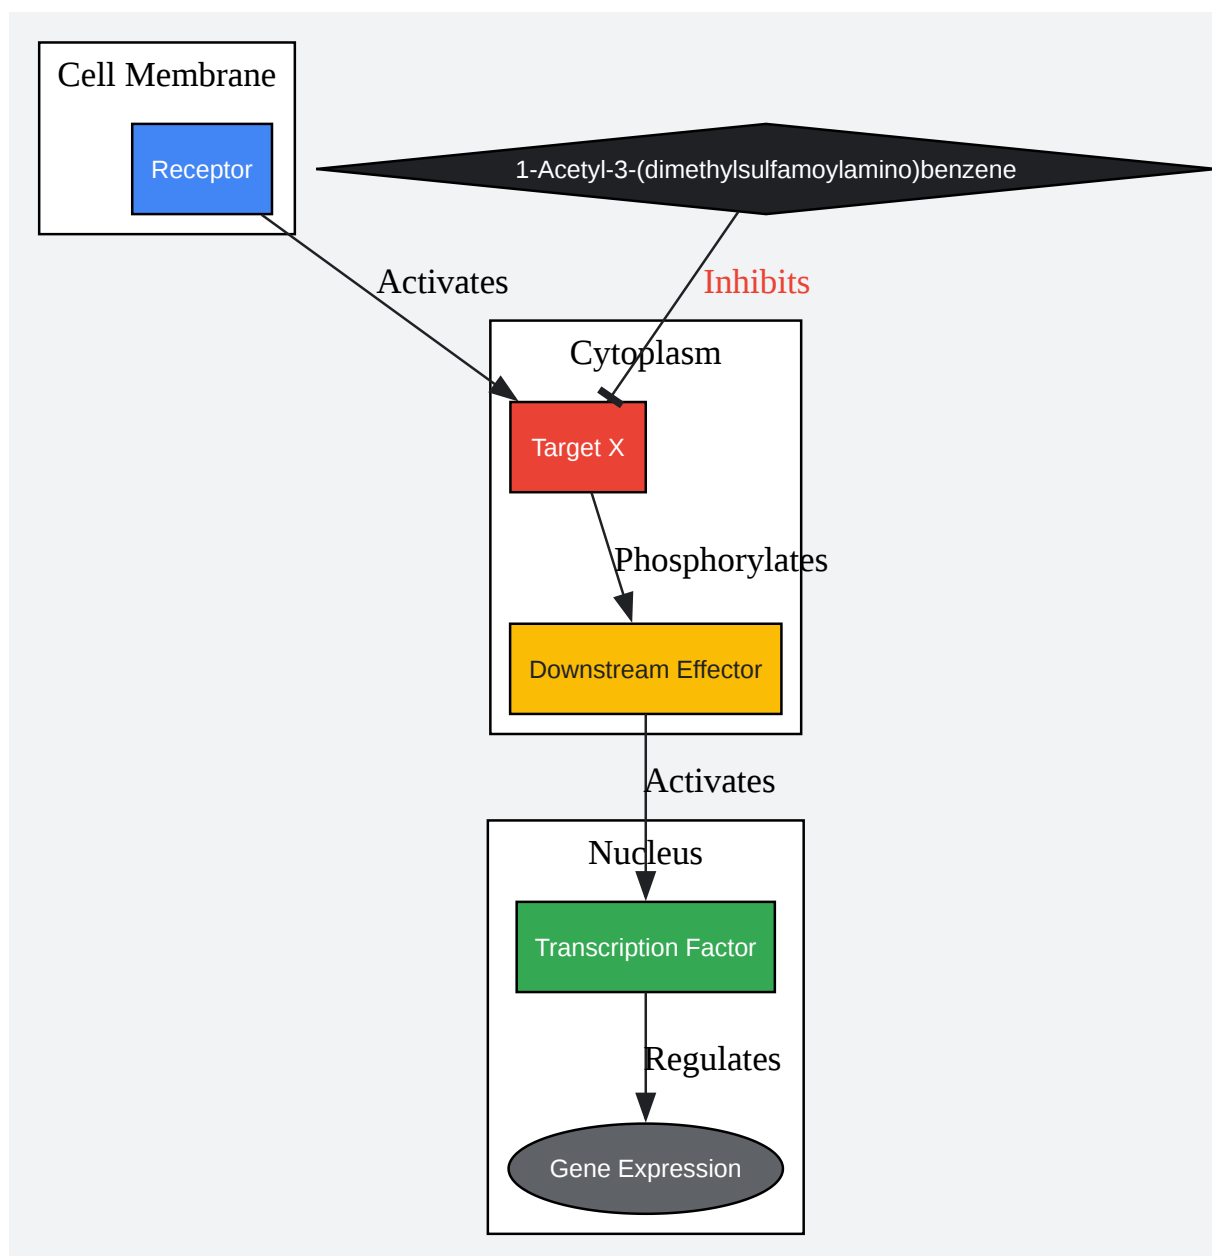 Cell Membrane
Receptor
1-Acetyl-3-(dimethylsulfamoylamino)benzene
Activates
Inhibits
Cytoplasm
Target X
Phosphorylates
Downstream Effector
Activates
Nucleus
Transcription Factor
Regulates
Gene Expression